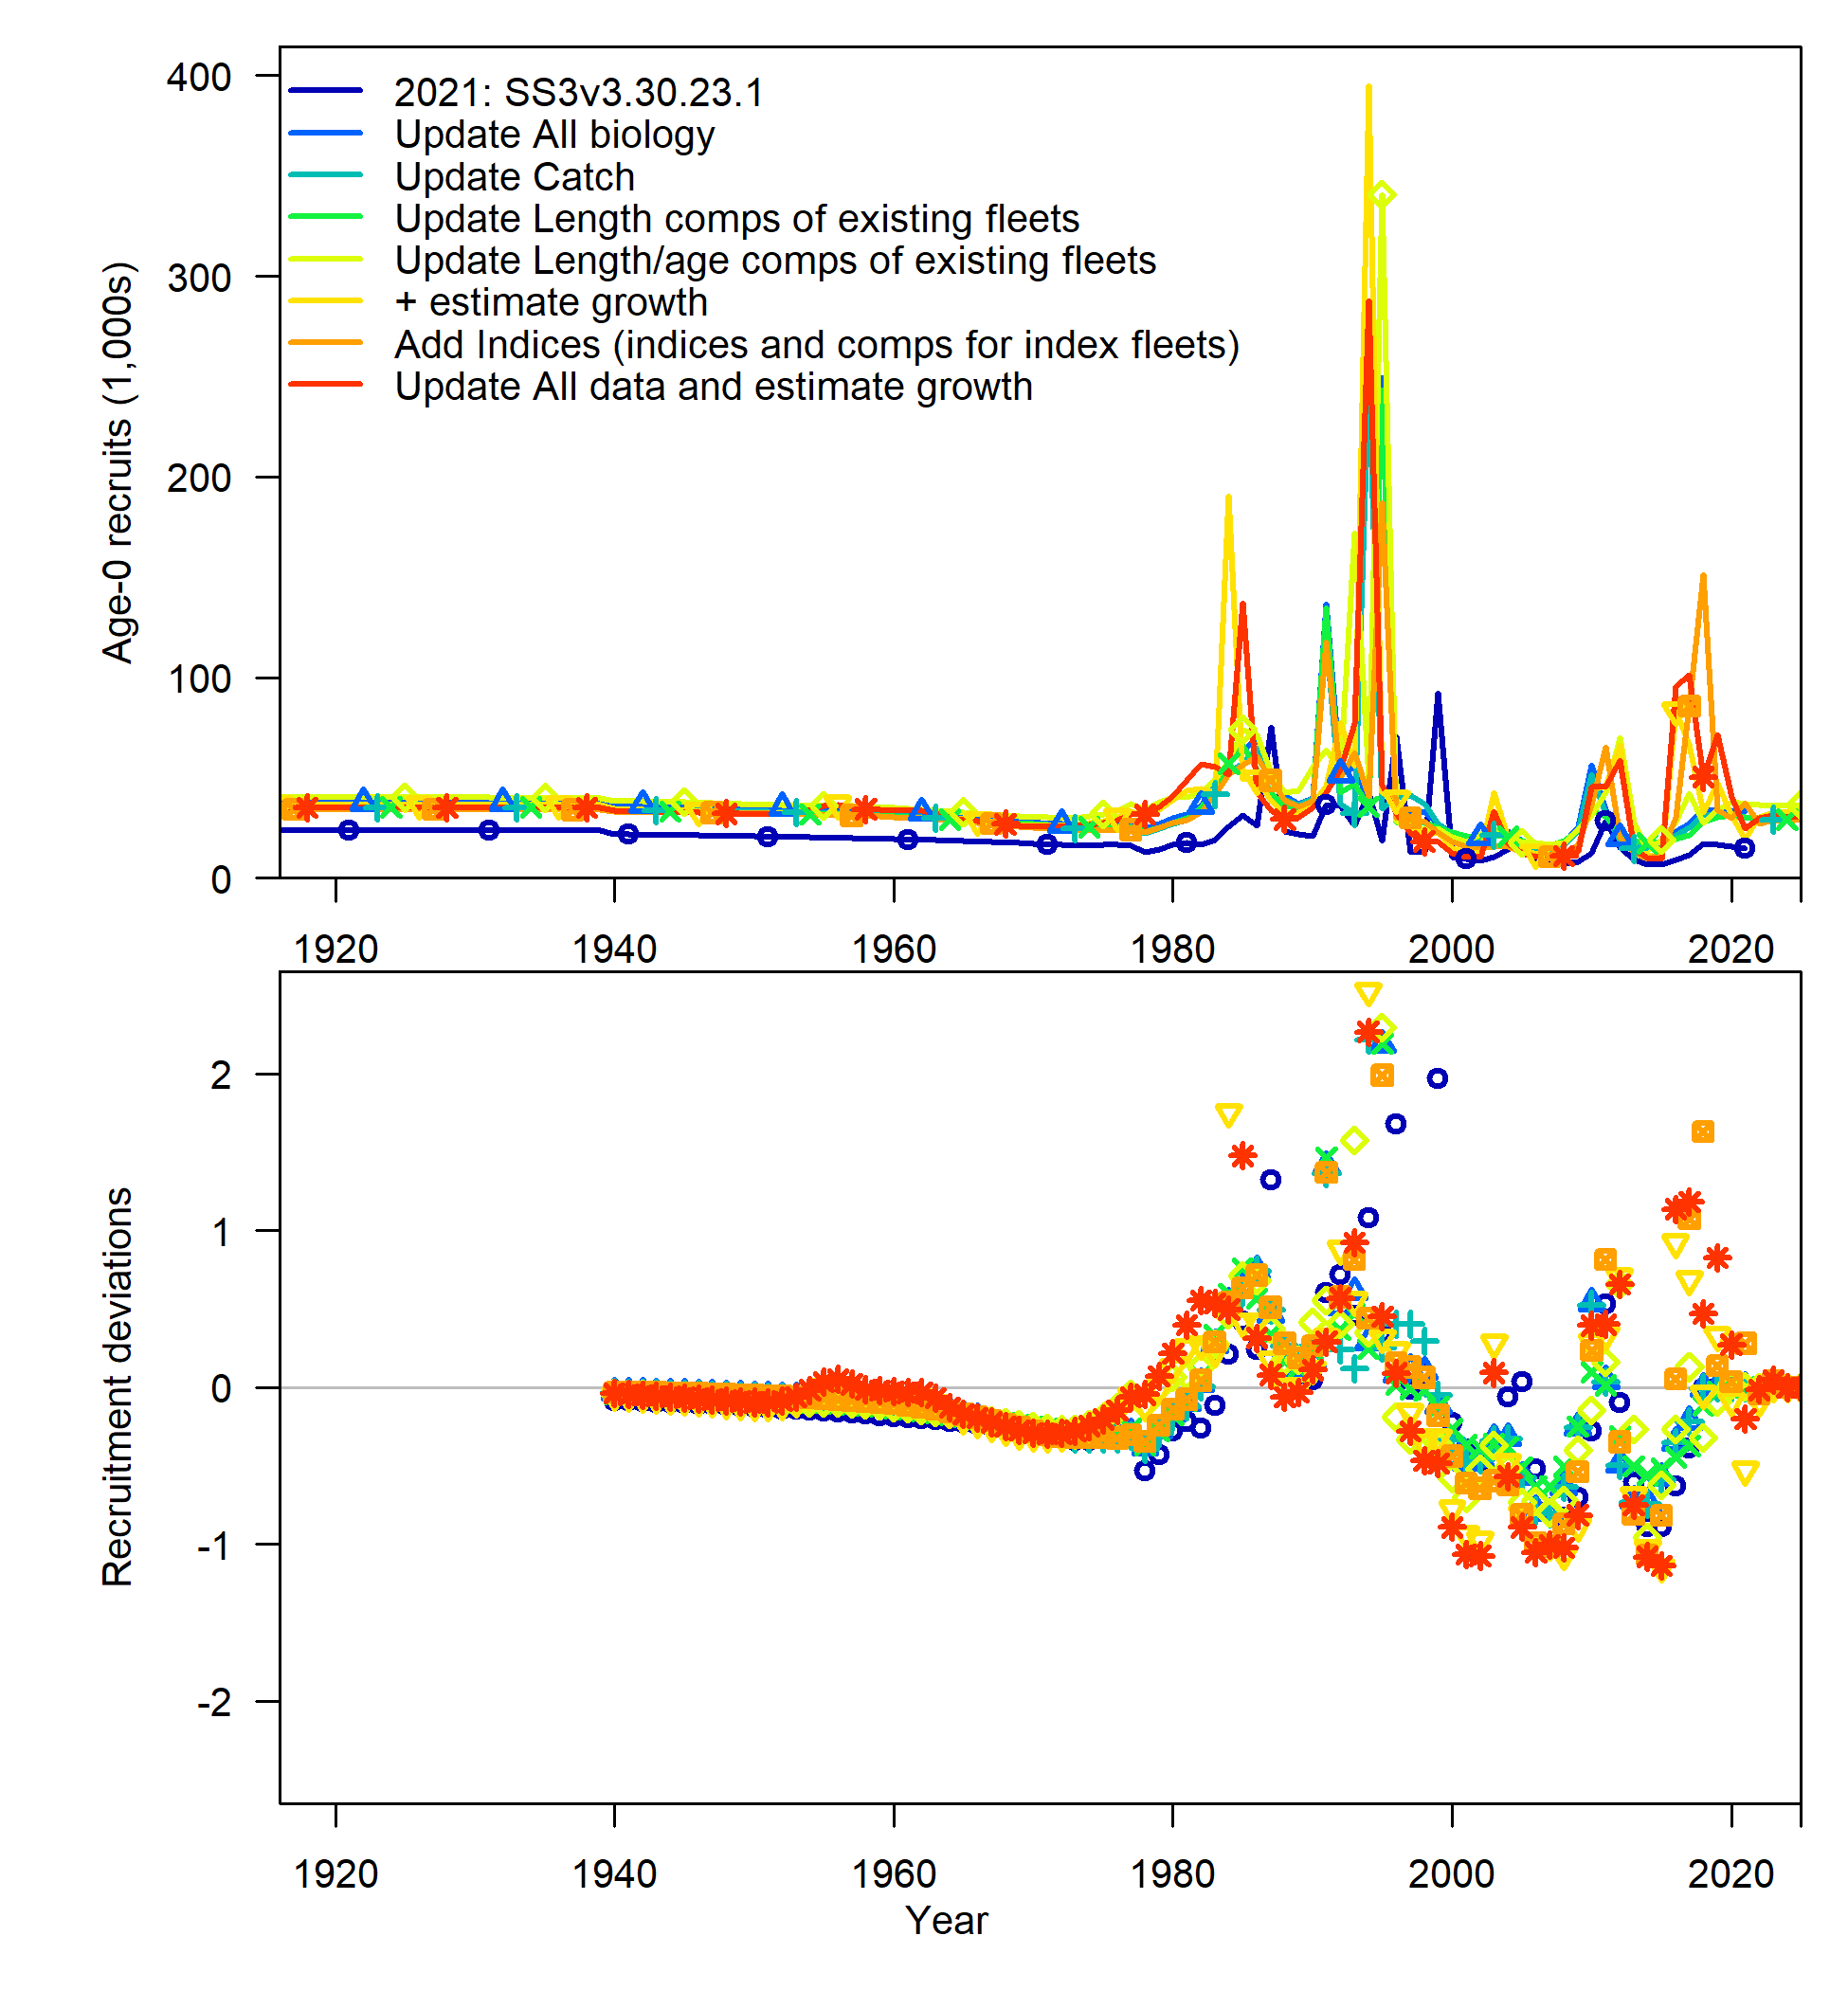 400
300
200
100
0
Age-0 recruits (1,000s)
2021: SS3v3.30.23.1
Update All biology
Update Catch
Update Length comps of existing fleets
Update Length/age comps of existing fleets
+ estimate growth
Add Indices (indices and comps for index fleets)
Update All data and estimate growth
1920 1940 1960 1980 2000 2020
2
1
0
-1
-2
Recruitment deviations
1920 1940 1960 1980 2000 2020
Year